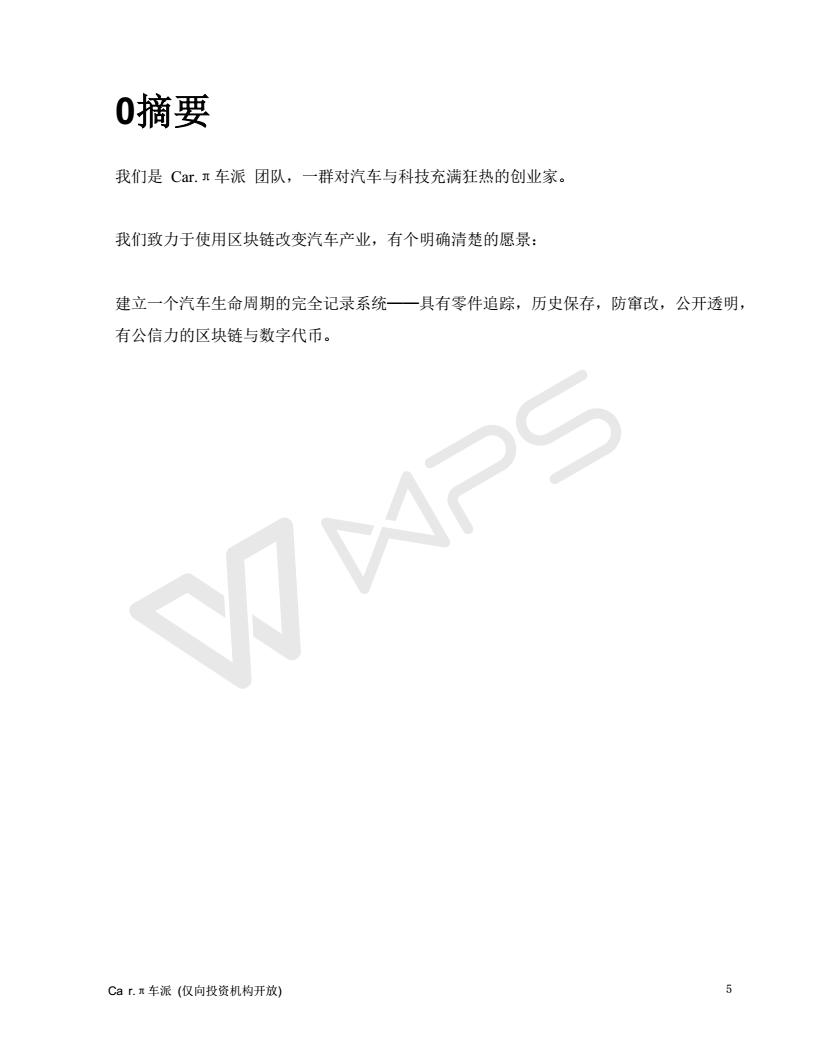 0摘要
我们是 Car.π车派 团队，一群对汽车与科技充满狂热的创业家。
我们致力于使用区块链改变汽车产业，有个明确清楚的愿景：
建立一个汽车生命周期的完全记录系统——具有零件追踪，历史保存，防窜改，公开透明，
有公信力的区块链与数字代币。
WPS
Ca r.π车派 (仅向投资机构开放)
5